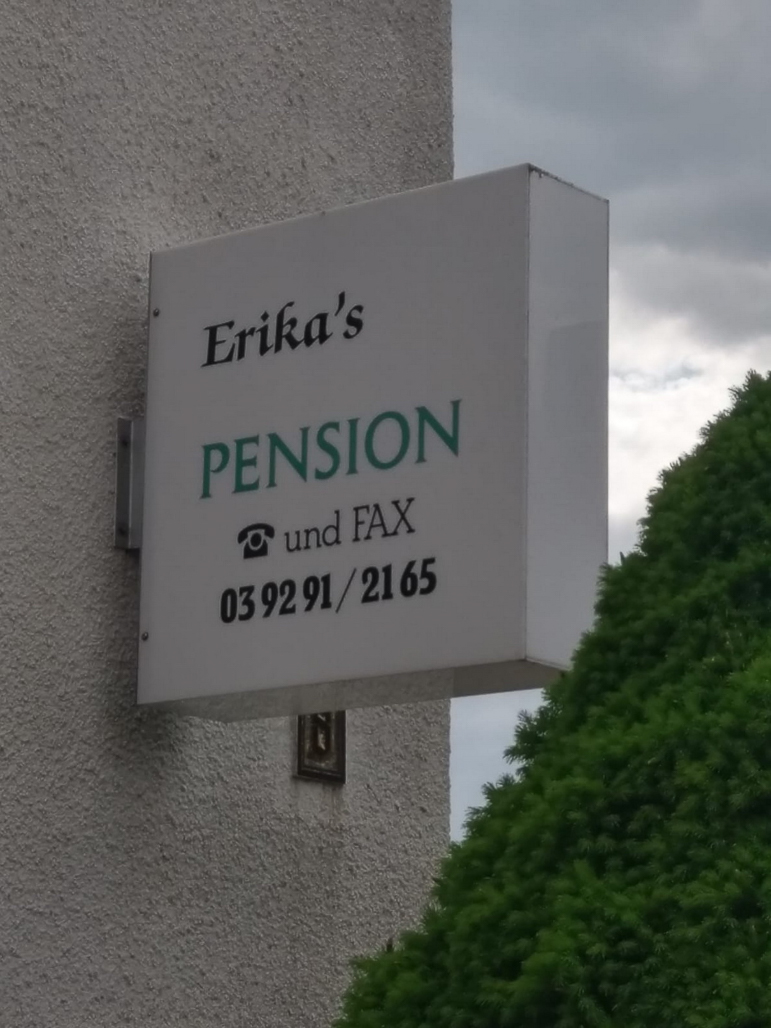 Erika's
PENSION
☎ und FAX
03 92 91 / 21 65